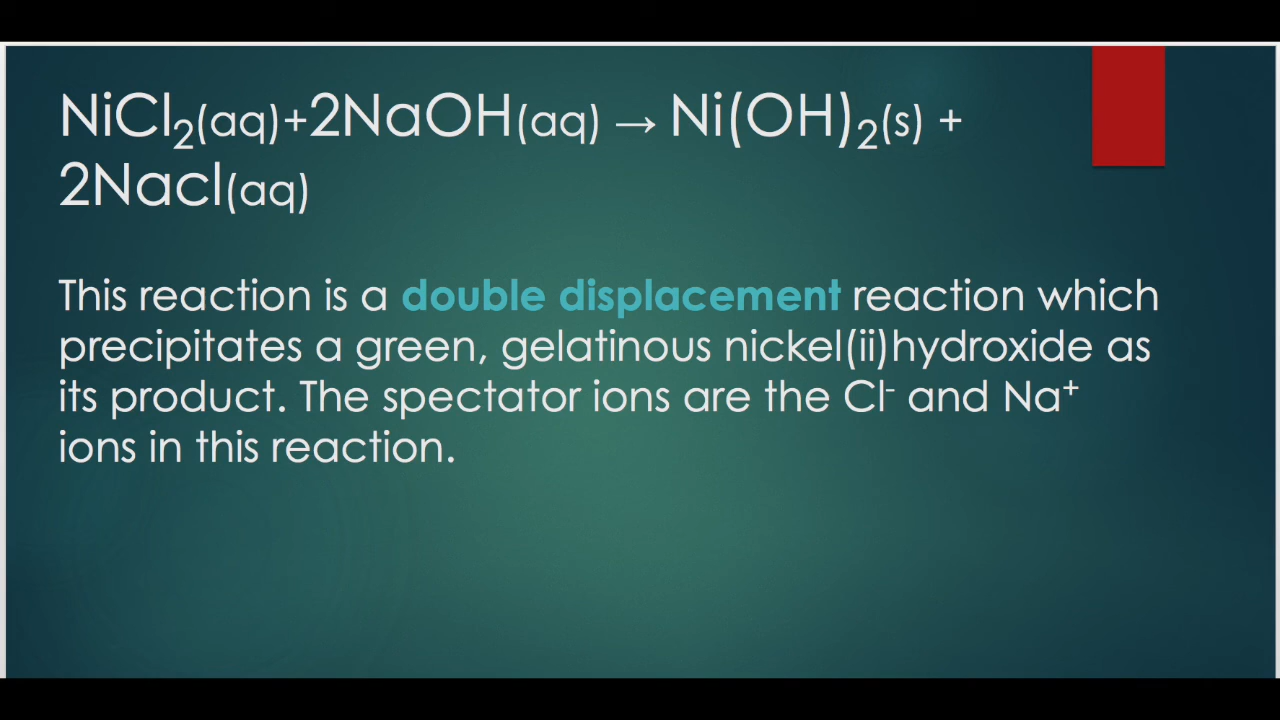 NiCl₂(aq)+2NaOH(aq) → Ni(OH)₂(s) +
2Nacl(aq)
This reaction is a double displacement reaction which
precipitates a green, gelatinous nickel(ii)hydroxide as
its product. The spectator ions are the Cl⁻ and Na⁺
ions in this reaction.